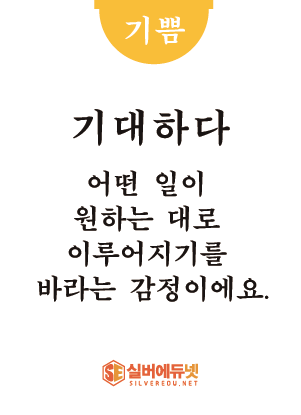 기쁨
기대하다
어떤 일이
원하는 대로
이루어지기를
바라는 감정이에요.
SE 실버에듀넷
SILVEREDU.NET